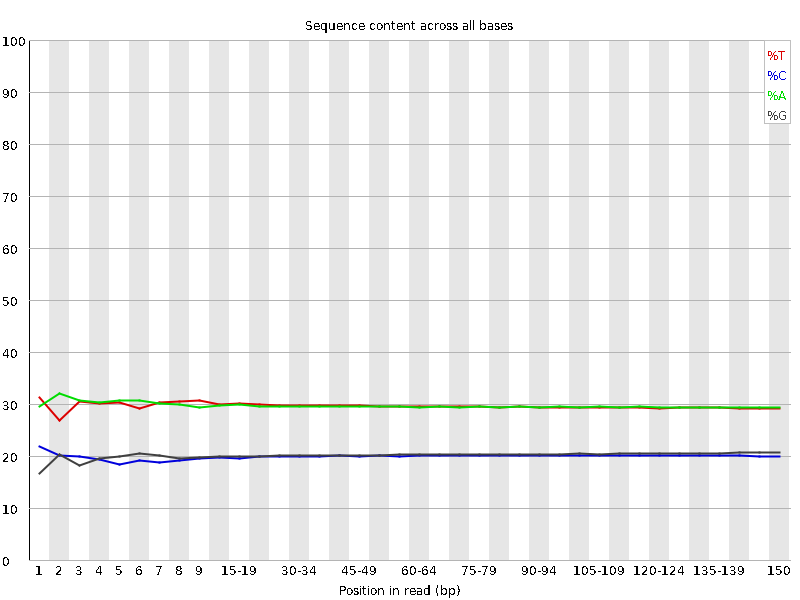 Sequence content across all bases
100
90
80
70
60
50
40
30
20
10
0
%T
%C
%A
%G
1 2 3 4 5 6 7 8 9 15-19 30-34 45-49 60-64 75-79 90-94 105-109 120-124 135-139 150
Position in read (bp)